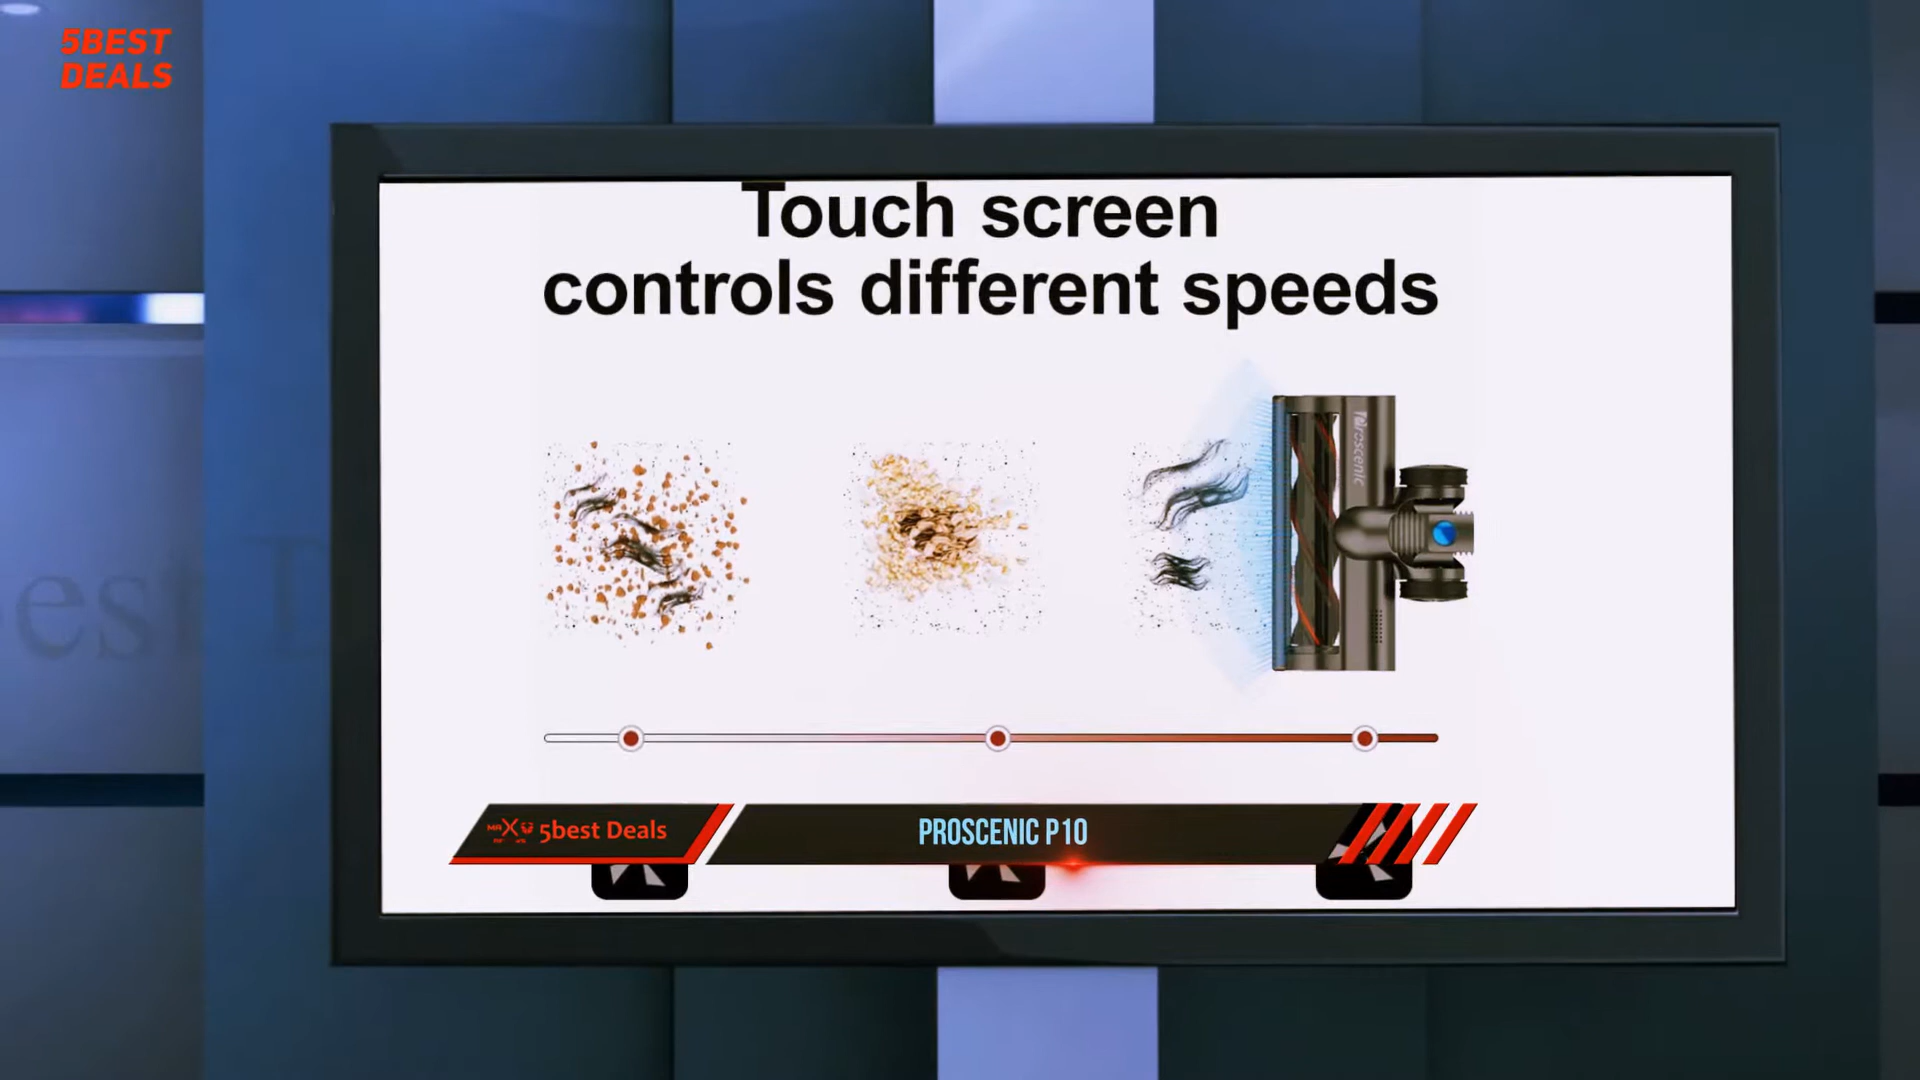 5BEST
DEALS
Touch screen
controls different speeds
proscenic
5best Deals
PROSCENIC P10